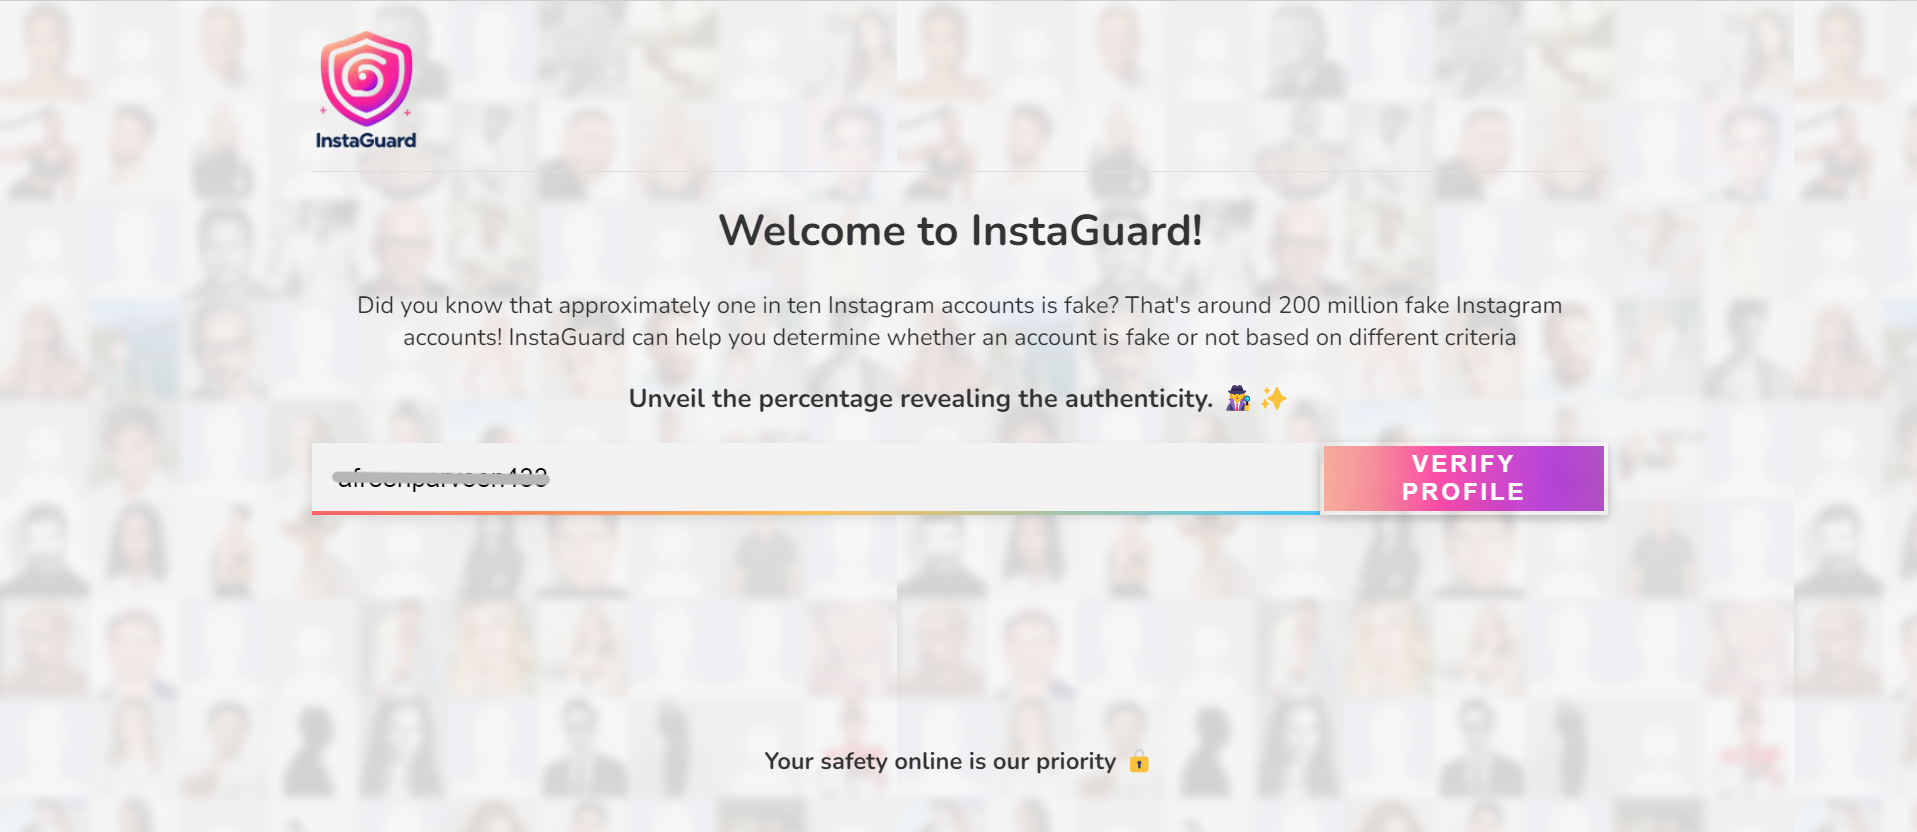 InstaGuard
Welcome to InstaGuard!
Did you know that approximately one in ten Instagram accounts is fake? That's around 200 million fake Instagram
accounts! InstaGuard can help you determine whether an account is fake or not based on different criteria
Unveil the percentage revealing the authenticity. 🕵️✨
VERIFY
PROFILE
Your safety online is our priority 🔒